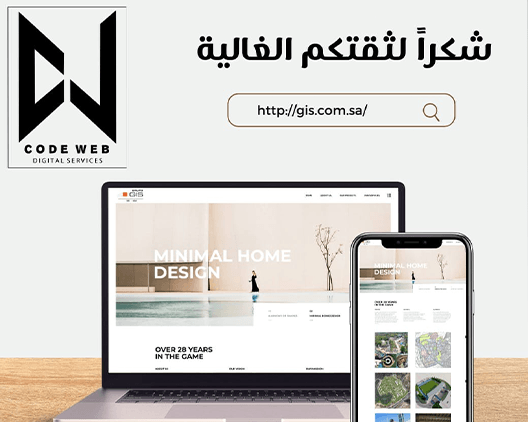 CODE WEB
DIGITAL SERVICES
شكراً لثقتكم الغالية
http://gis.com.sa/
GIS
MINIMAL HOME
DESIGN
OVER 28 YEARS
IN THE GAME
MINIMAL HOME
DESIGN
OVER 28 YEARS
IN THE GAME